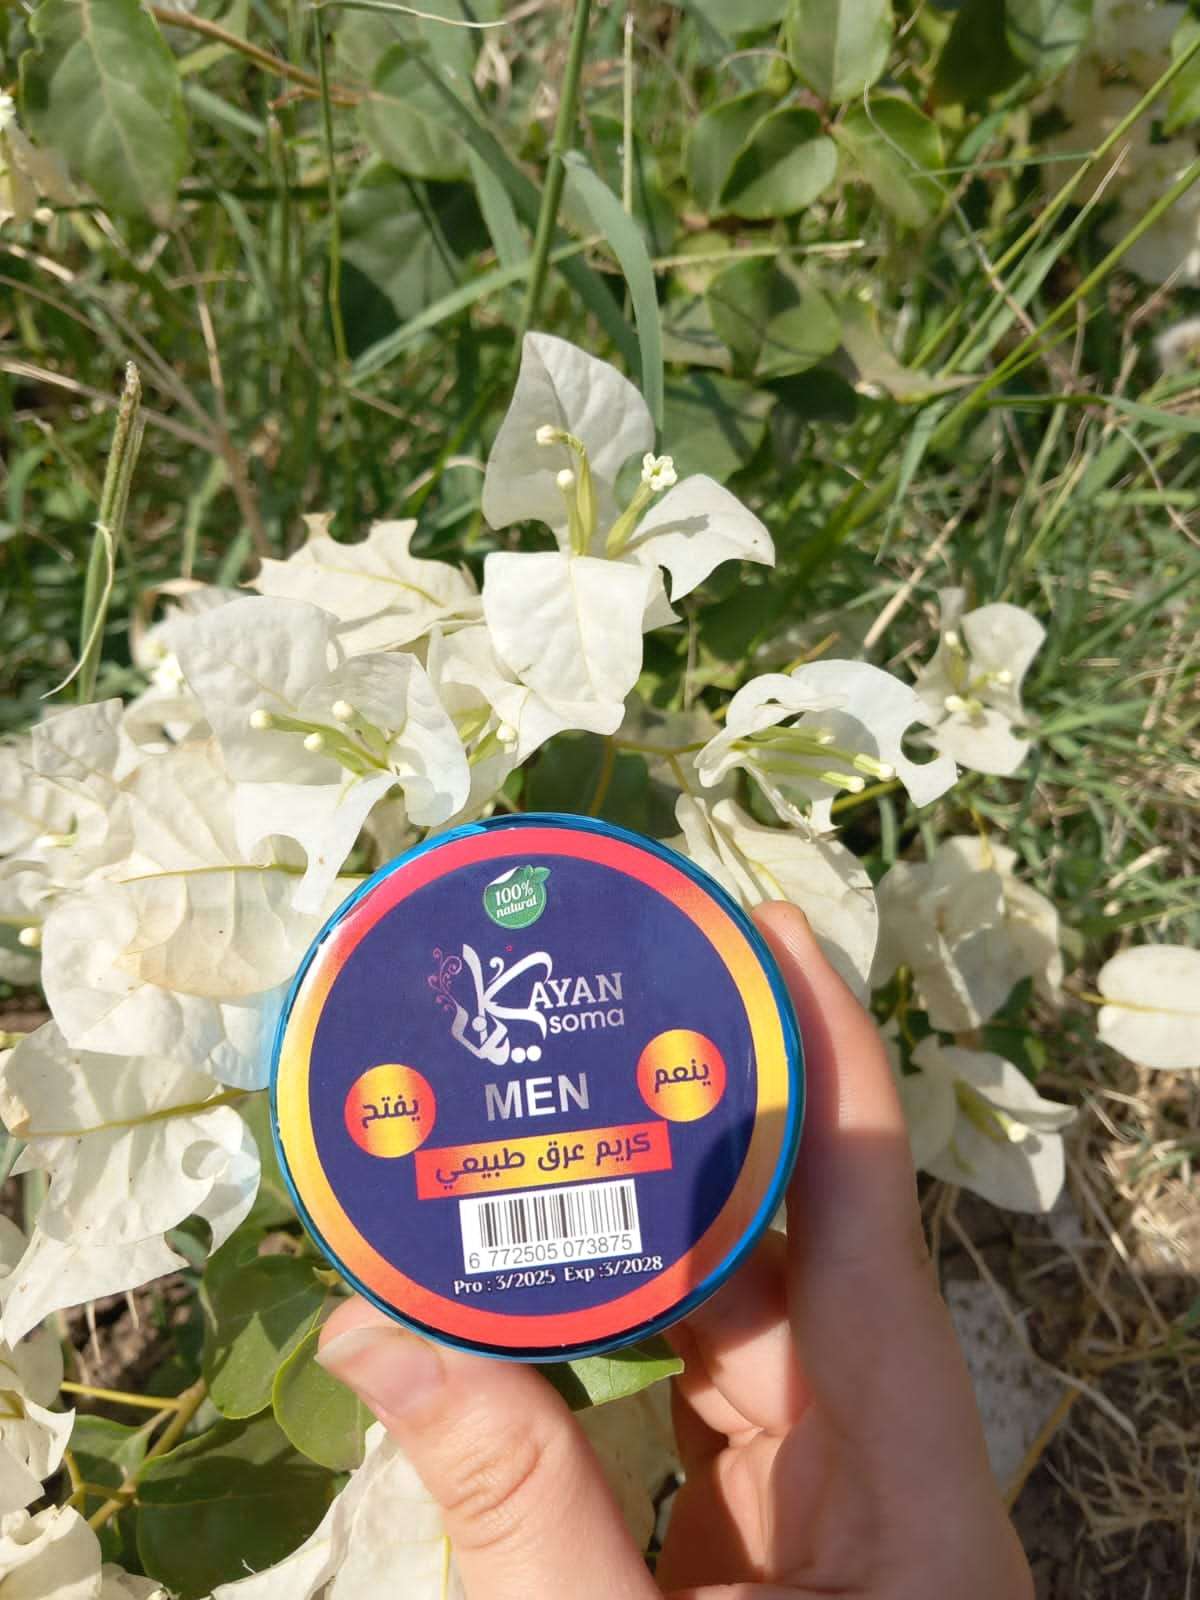 100%
natural
KAYAN
soma
كيان
MEN
ينعم
يفتح
كريم عرق طبيعي
6 772505 073875
Pro : 3/2025 Exp :3/2028